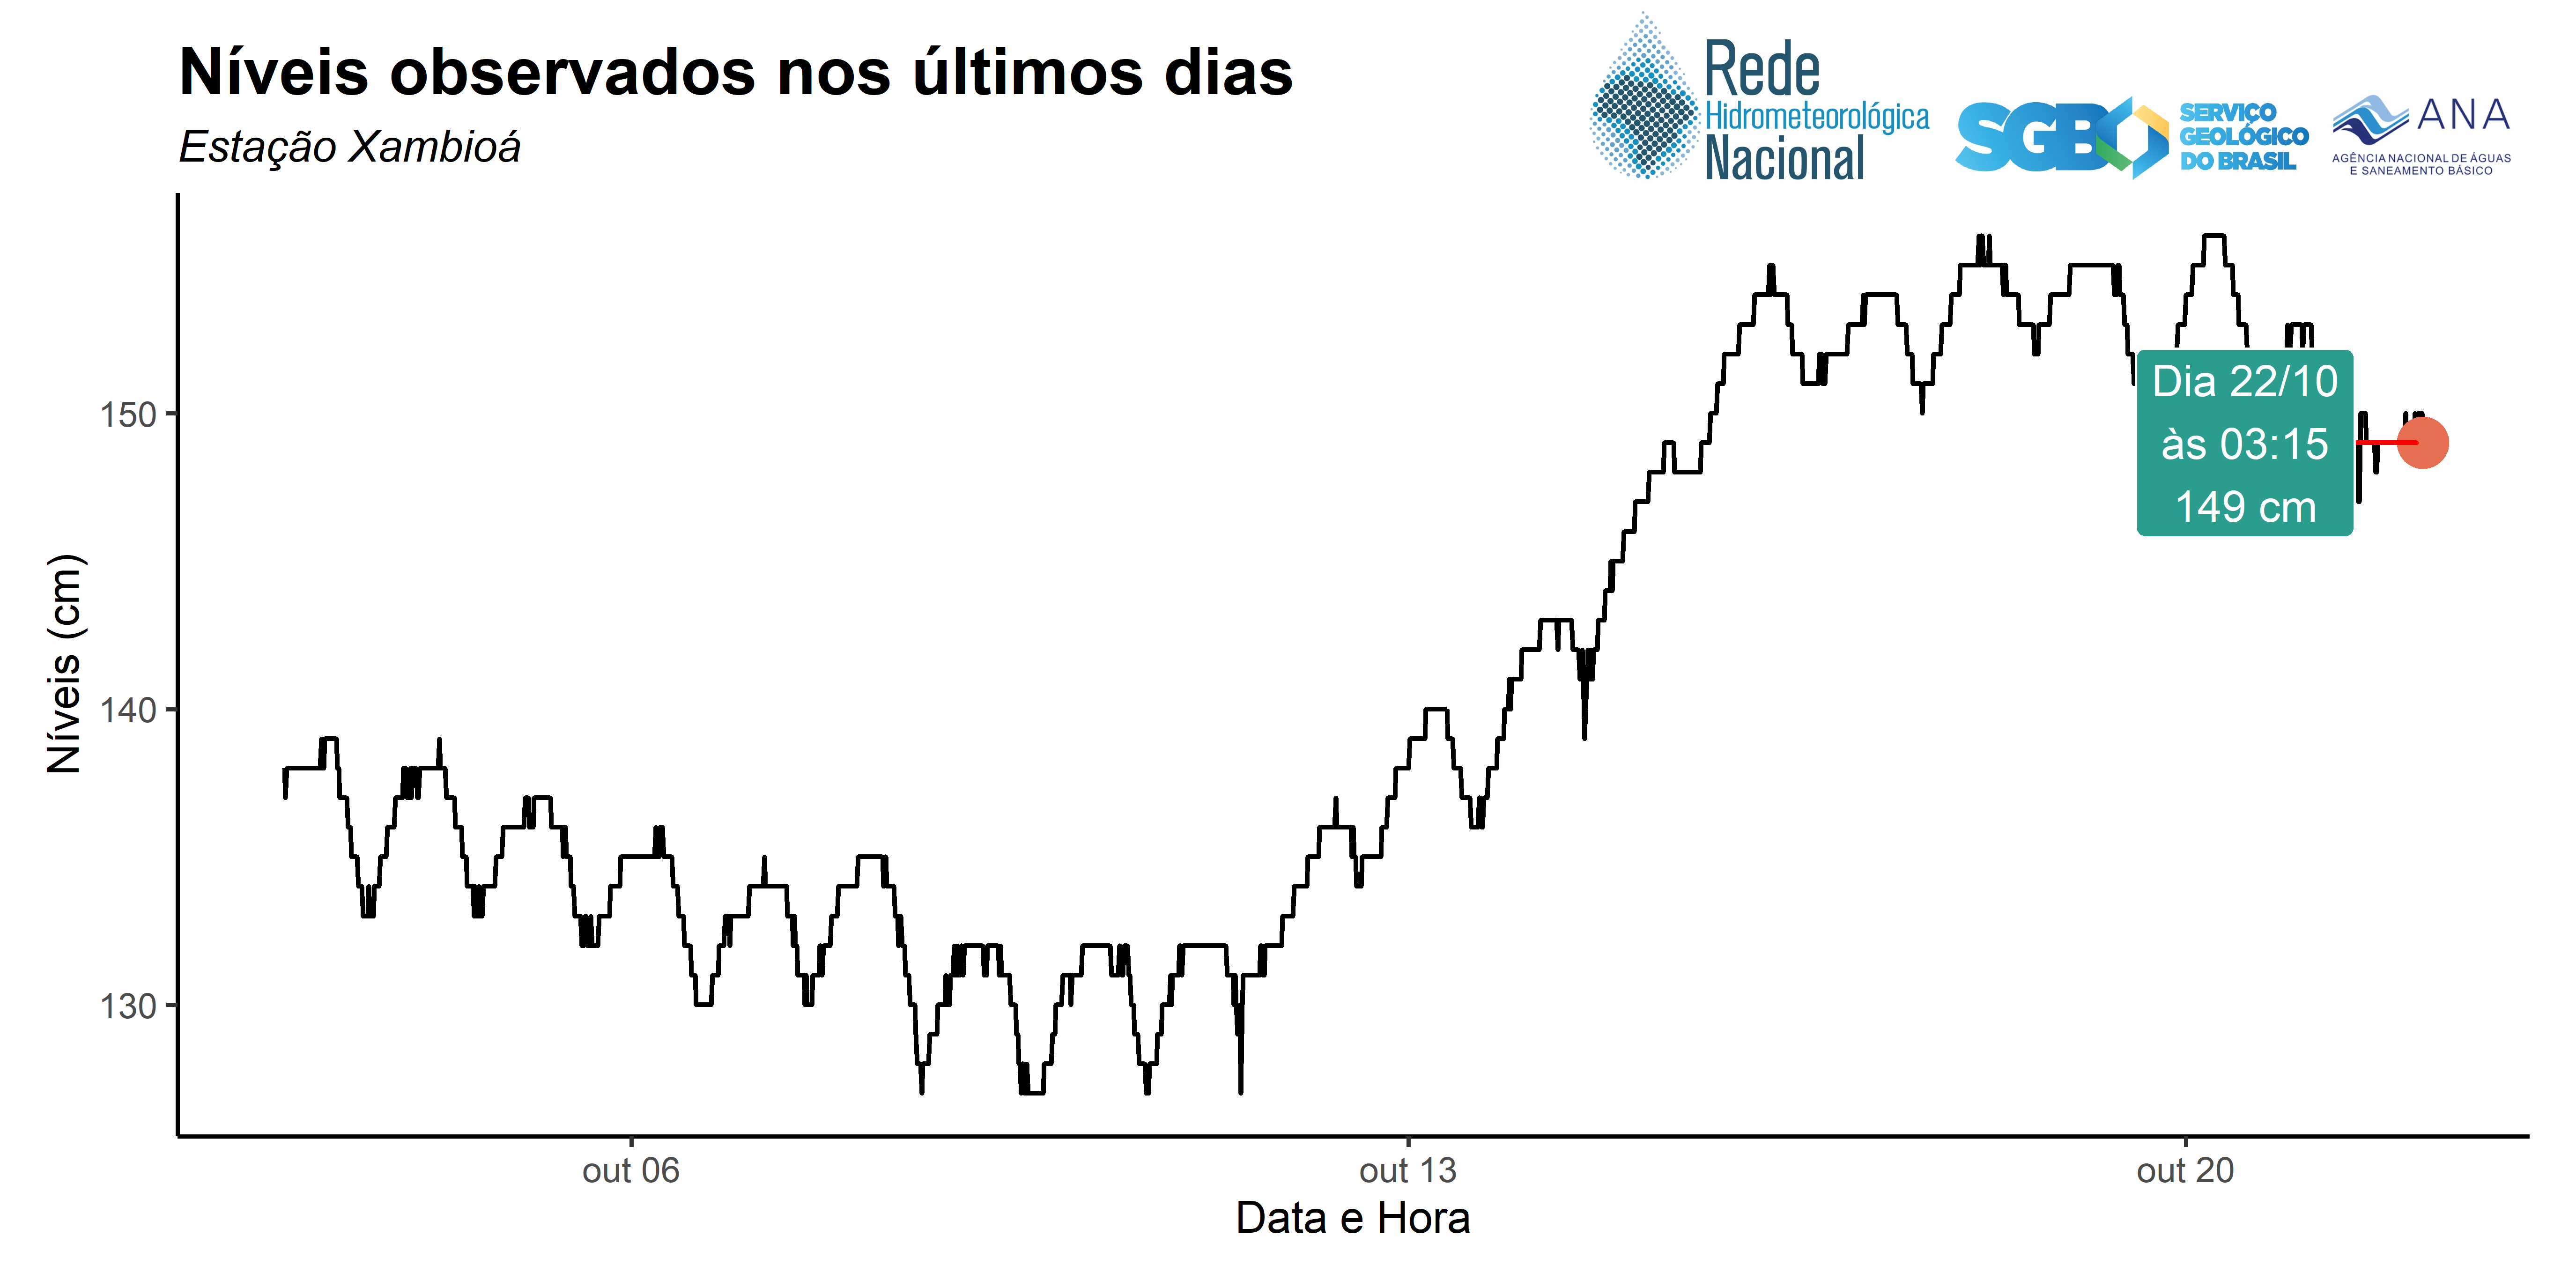 Níveis observados nos últimos dias
Estação Xambioá
Rede
Hidrometeorológica
Nacional
SGB
SERVIÇO
GEOLÓGICO
DO BRASIL
ANA
AGÊNCIA NACIONAL DE ÁGUAS
E SANEAMENTO BÁSICO
Níveis (cm)
150
140
130
Dia 22/10
às 03:15
149 cm
out 06
out 13
out 20
Data e Hora